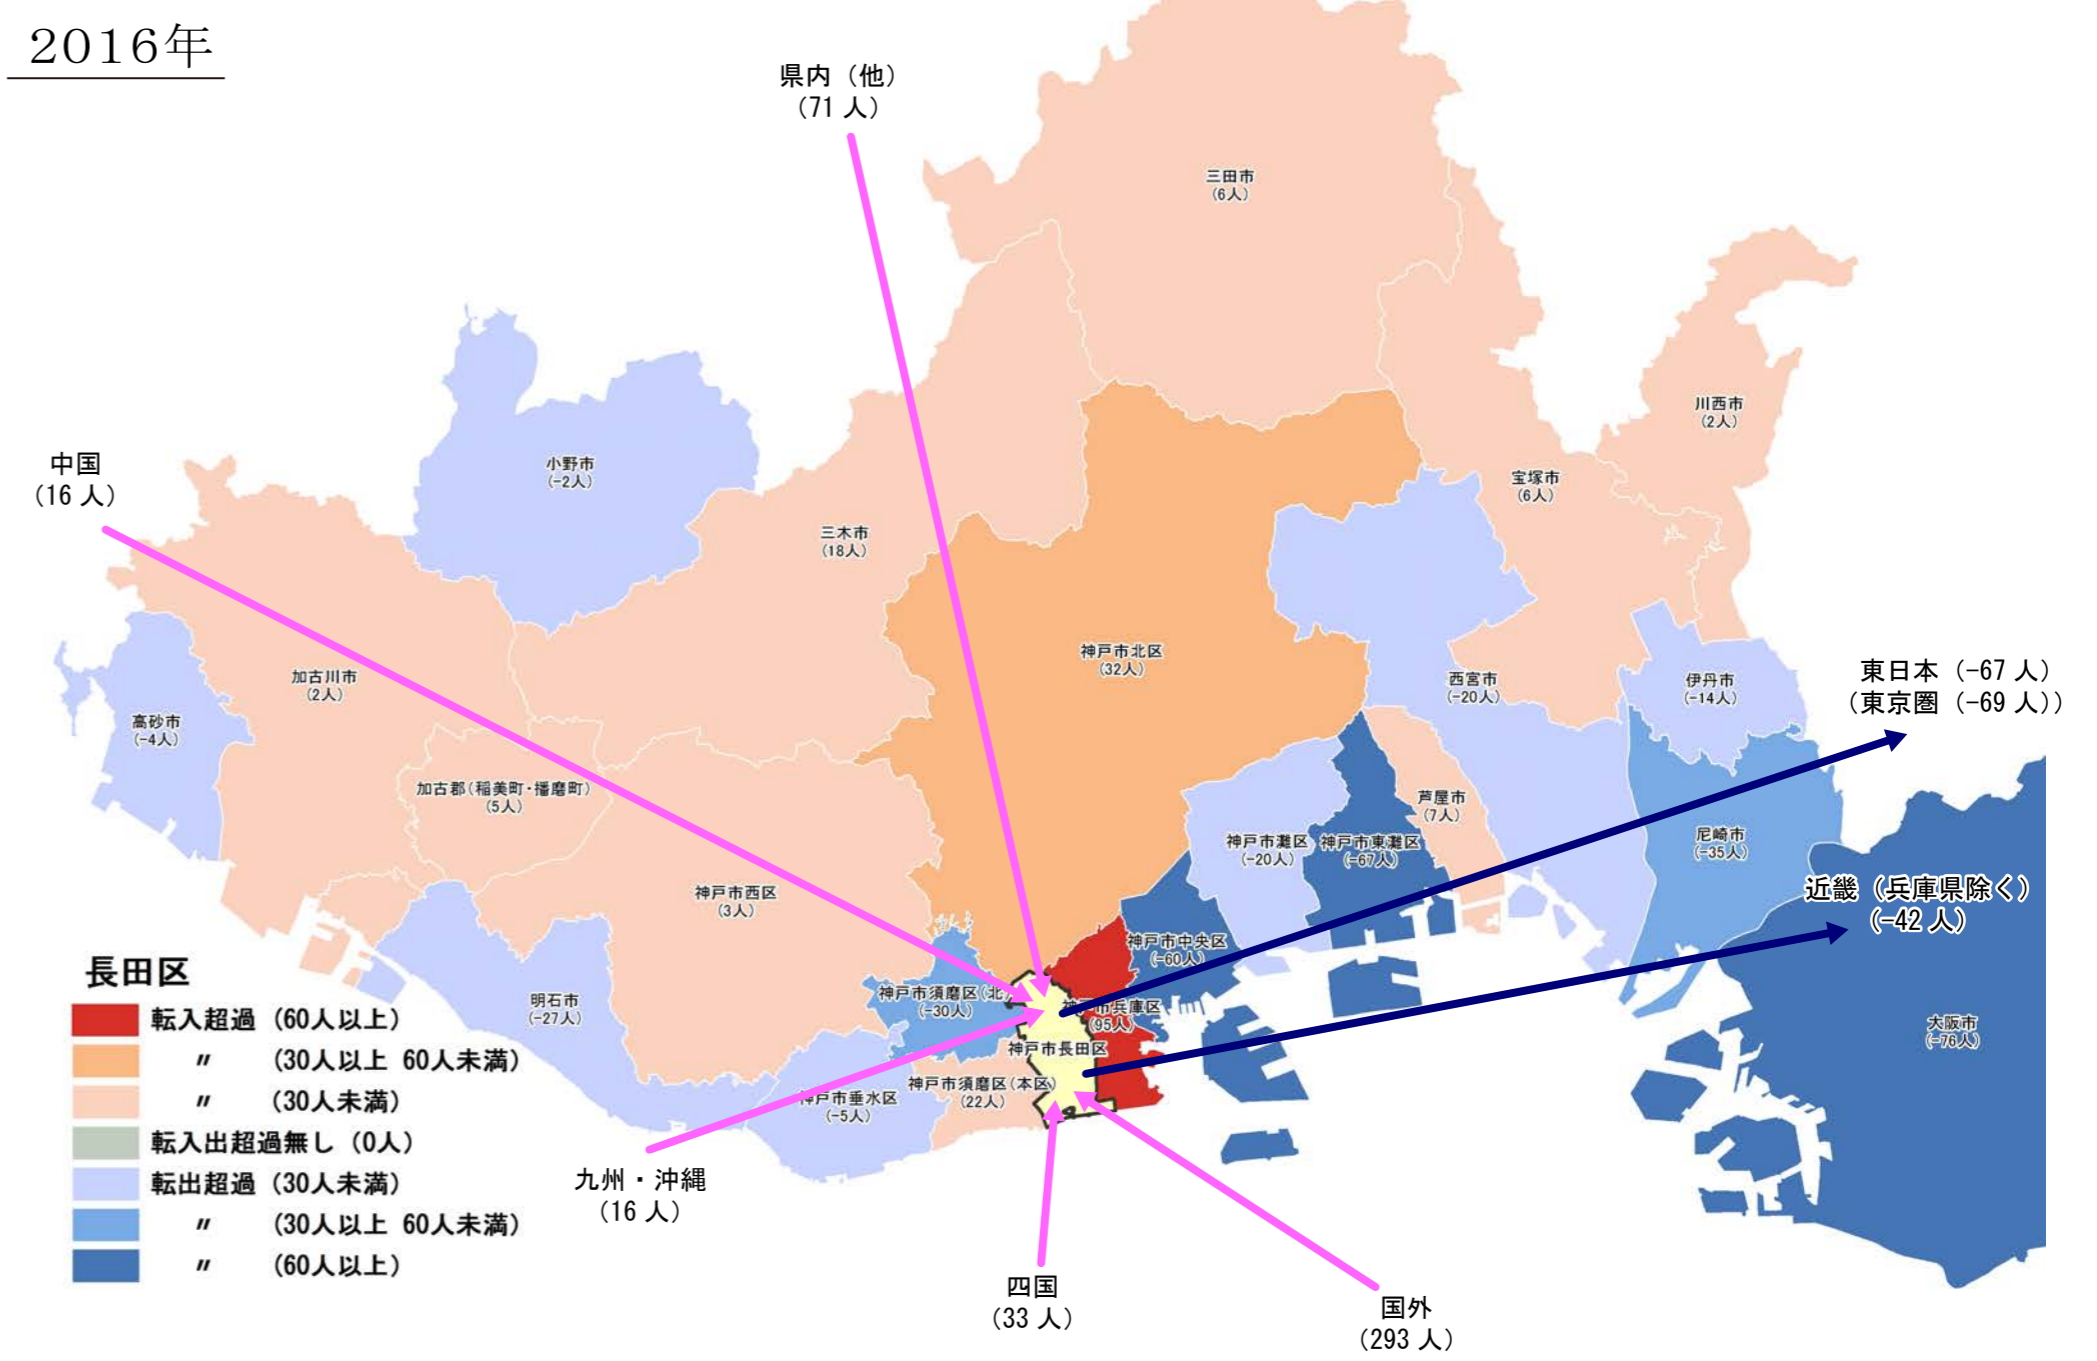 2016年
県内（他）
（71 人）
三田市
(6人)
川西市
(2人)
中国
（16 人）
小野市
(-2人)
宝塚市
(6人)
三木市
(18人)
神戸市北区
(32人)
加古川市
(2人)
西宮市
(-20人)
伊丹市
(-14人)
東日本（-67 人）
（東京圏（-69 人））
高砂市
(-4人)
加古郡(稲美町・播磨町)
(5人)
芦屋市
(7人)
神戸市灘区
(-20人)
神戸市東灘区
(-67人)
尼崎市
(-35人)
神戸市西区
(3人)
近畿（兵庫県除く）
（-42 人）
神戸市中央区
(-60人)
神戸市須磨区(北)
(-30人)
明石市
(-27人)
神戸市兵庫区
(95人)
大阪市
(-76人)
神戸市長田区
神戸市須磨区(本区)
(22人)
神戸市垂水区
(-5人)
長田区
転入超過（60人以上）
〃（30人以上 60人未満）
〃（30人未満）
転入出超過無し（0人）
転出超過（30人未満）
〃（30人以上 60人未満）
〃（60人以上）
九州・沖縄
（16 人）
四国
（33 人）
国外
（293 人）